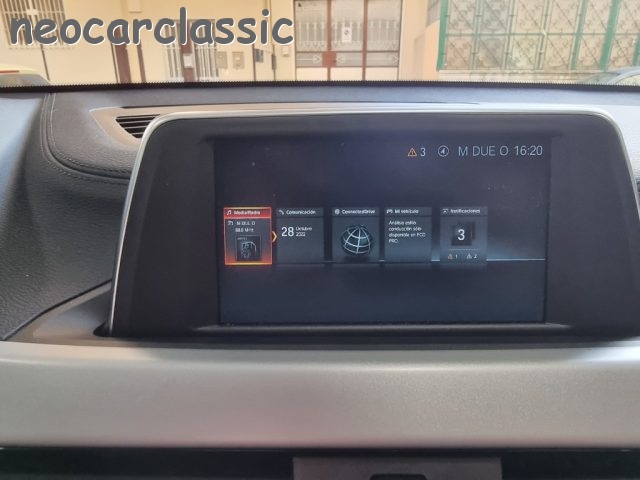 neocarclassic
3 M DUE O 16:20
Media/Radio
M DUE O
88.0 MHz
Comunicación
28 Octubre
2022
ConnectedDrive
Mi vehículo
Análisis estilo
conducción sólo
disponible en ECO
PRO.
Notificaciones
3
1 2